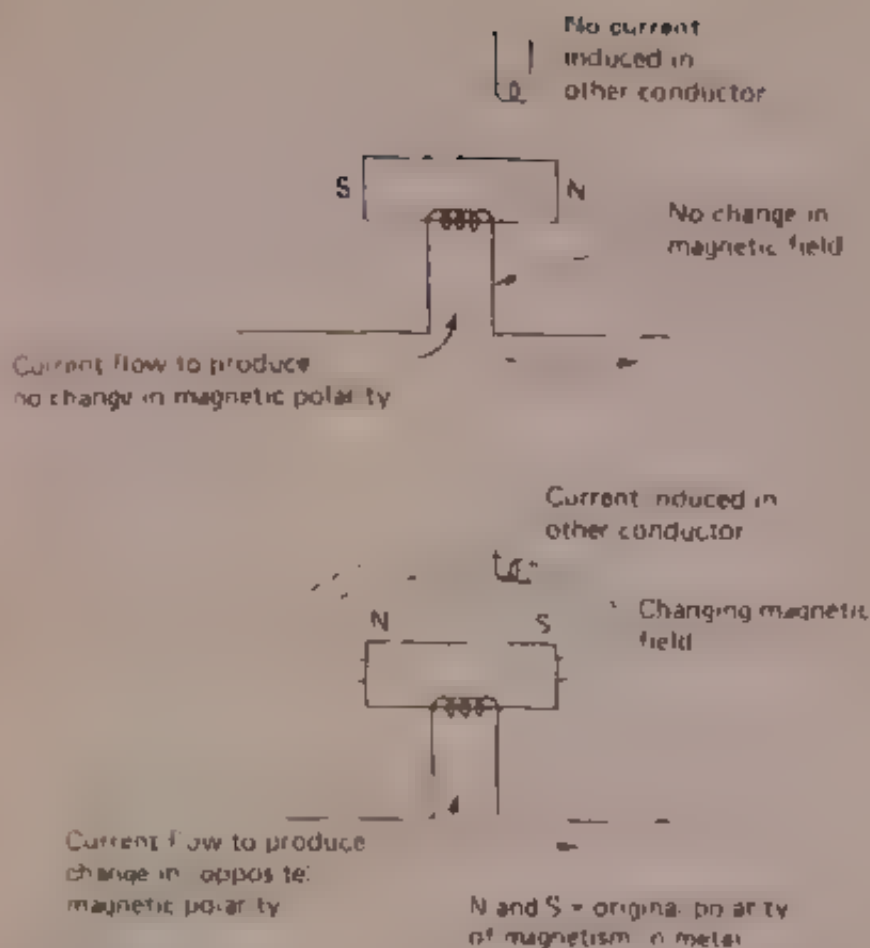 No current
induced in
other conductor
S
N
No change in
magnetic field
Current flow to produce
no change in magnetic polarity
Current induced in
other conductor
N
S
Changing magnetic
field
Current flow to produce
change in opposite
magnetic polarity
N and S = original polarity
of magnetism in metal